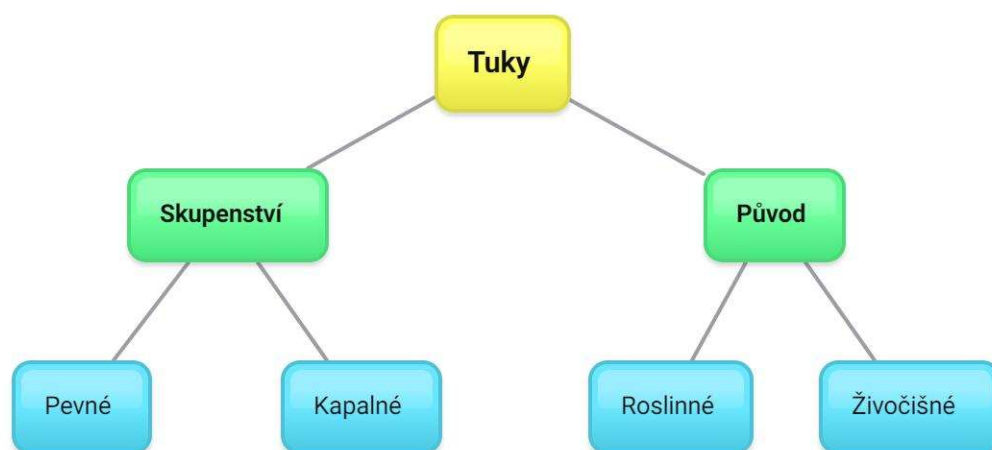 Tuky
Skupenství
Původ
Pevné
Kapalné
Roslinné
Živočišné